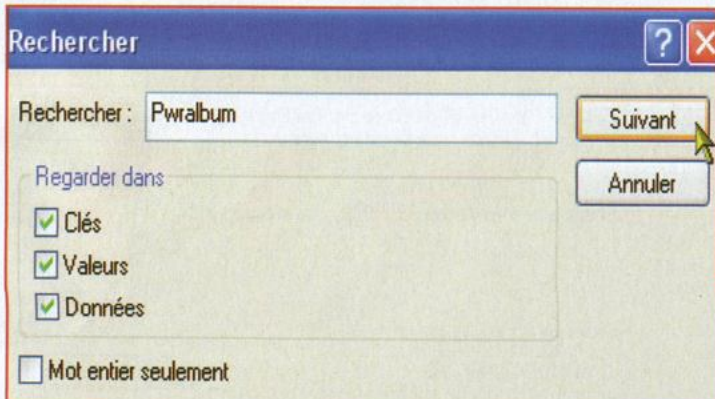 Rechercher
Rechercher : Pwralbum
Suivant
Regarder dans
Annuler
Clés
Valeurs
Données
Mot entier seulement